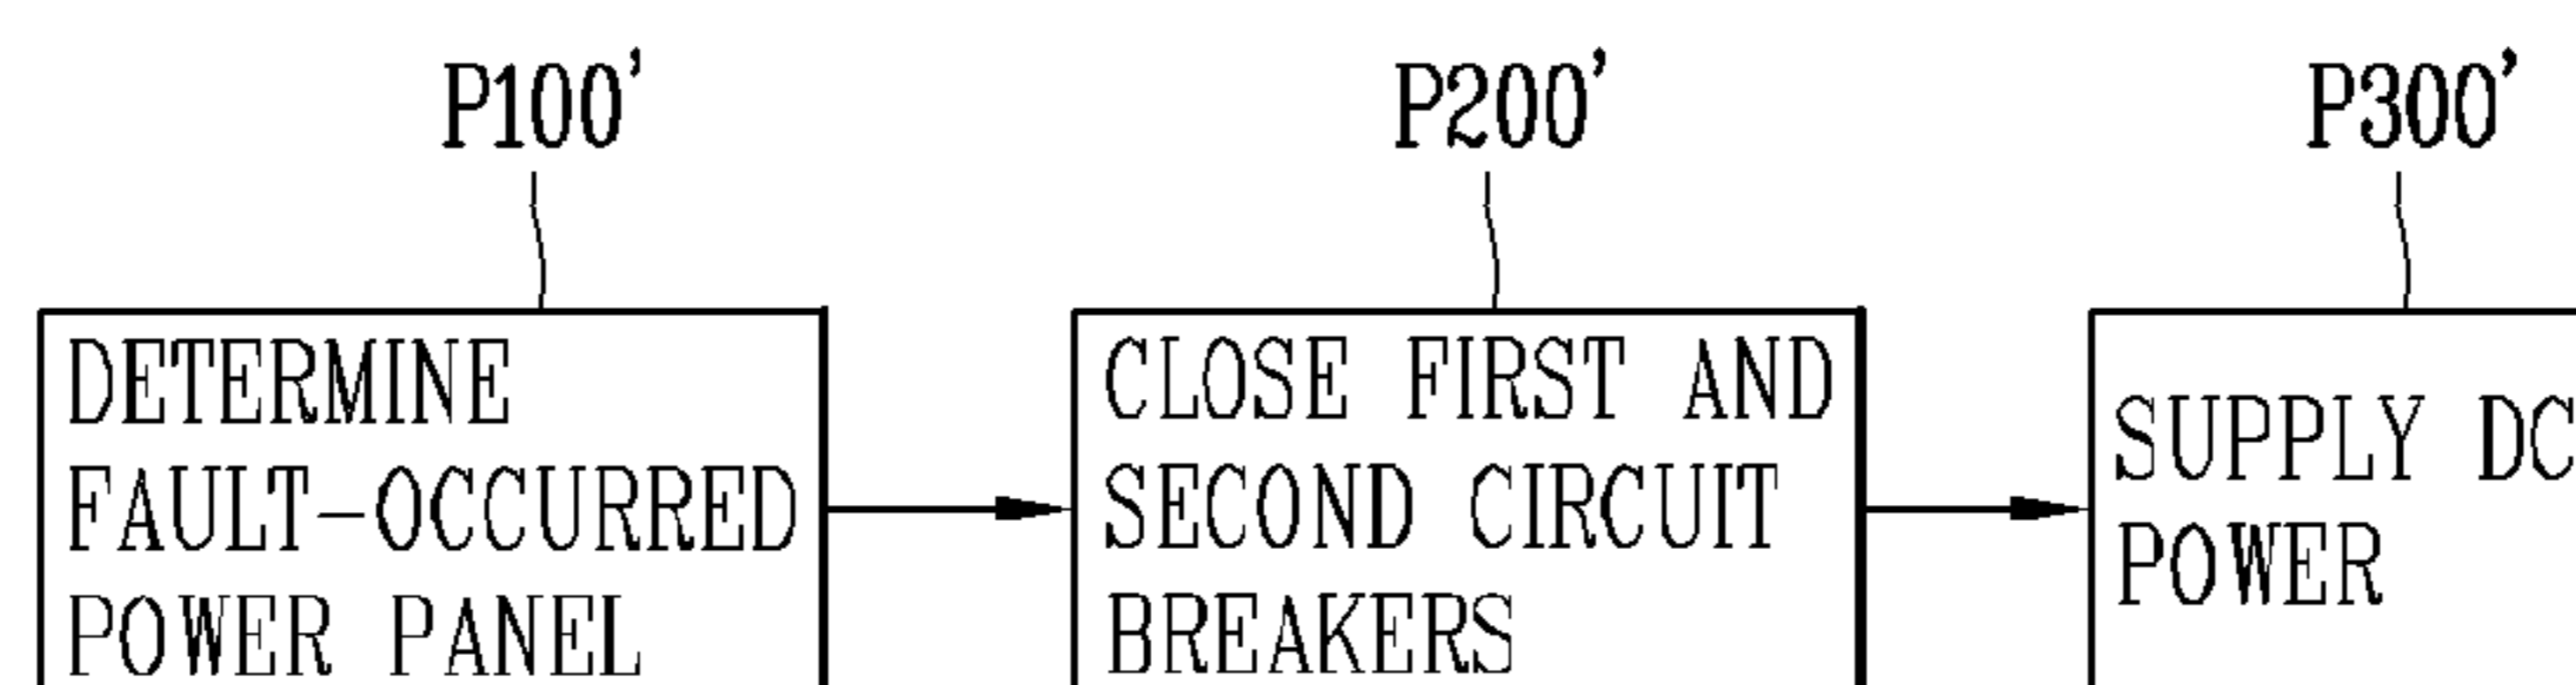 P100'
P200'
P300'
DETERMINE
FAULT-OCCURRED
POWER PANEL
CLOSE FIRST AND
SECOND CIRCUIT
BREAKERS
SUPPLY DC
POWER